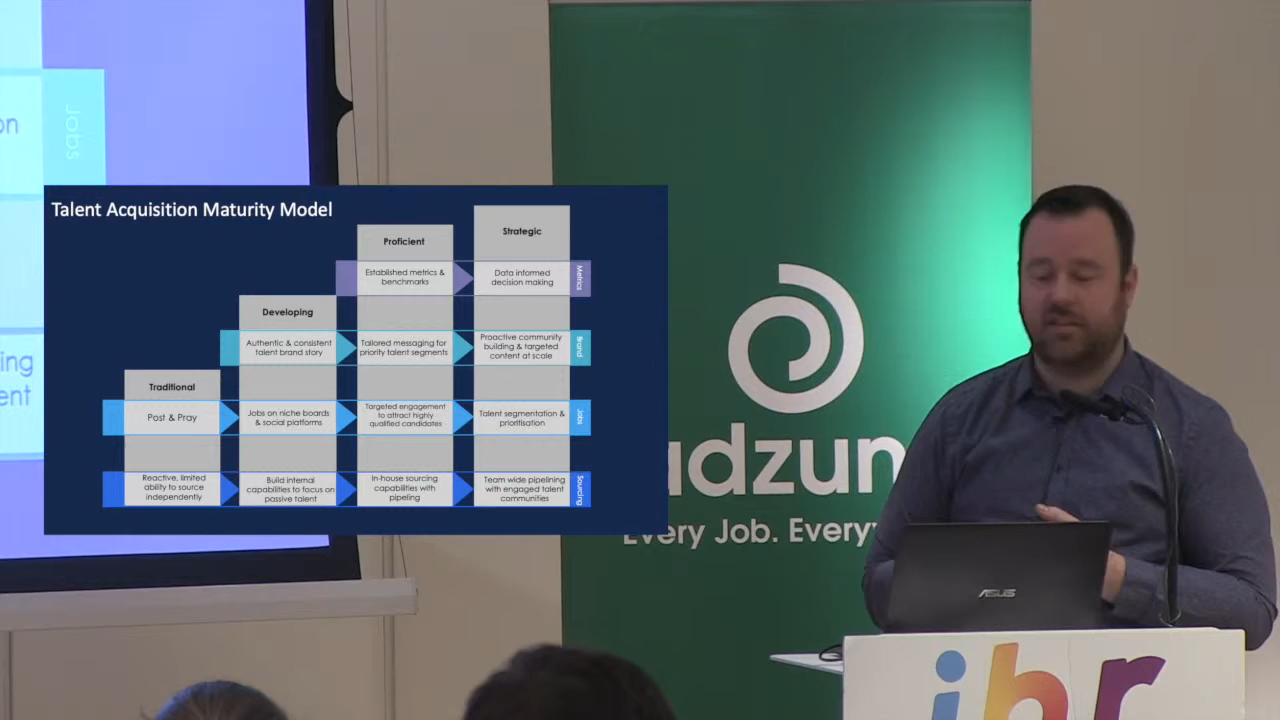 on
Jobs
ing
ent
Talent Acquisition Maturity Model
Strategic
Proficient
Established metrics &
benchmarks
Data informed
decision making
Metrics
Developing
Authentic & consistent
talent brand story
Tailored messaging for
priority talent segments
Proactive community
building & targeted
content at scale
Brand
Traditional
Post & Pray
Jobs on niche boards
& social platforms
Targeted engagement
to attract highly
qualified candidates
Talent segmentation &
prioritisation
Jobs
Reactive, limited
ability to source
independently
Build internal
capabilities to focus on
passive talent
In-house sourcing
capabilities with
pipeling
Team wide pipelining
with engaged talent
communities
Sourcing
adzun
Every Job. Every
ASUS
ihr